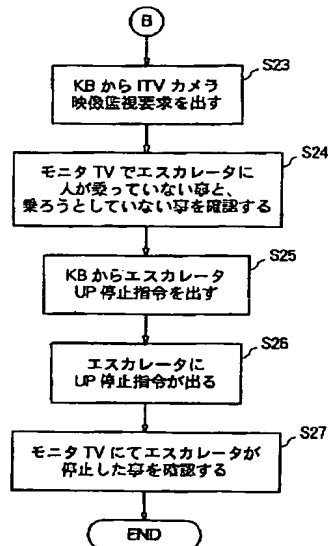 B
S23
KB から ITV カメラ
映像監視要求を出す
S24
モニタ TV でエスカレータに
人が乗っていない事と、
乗ろうとしていない事を確認する
S25
KB からエスカレータ
UP 停止指令を出す
S26
エスカレータに
UP 停止指令が出る
S27
モニタ TV にてエスカレータが
停止した事を確認する
END